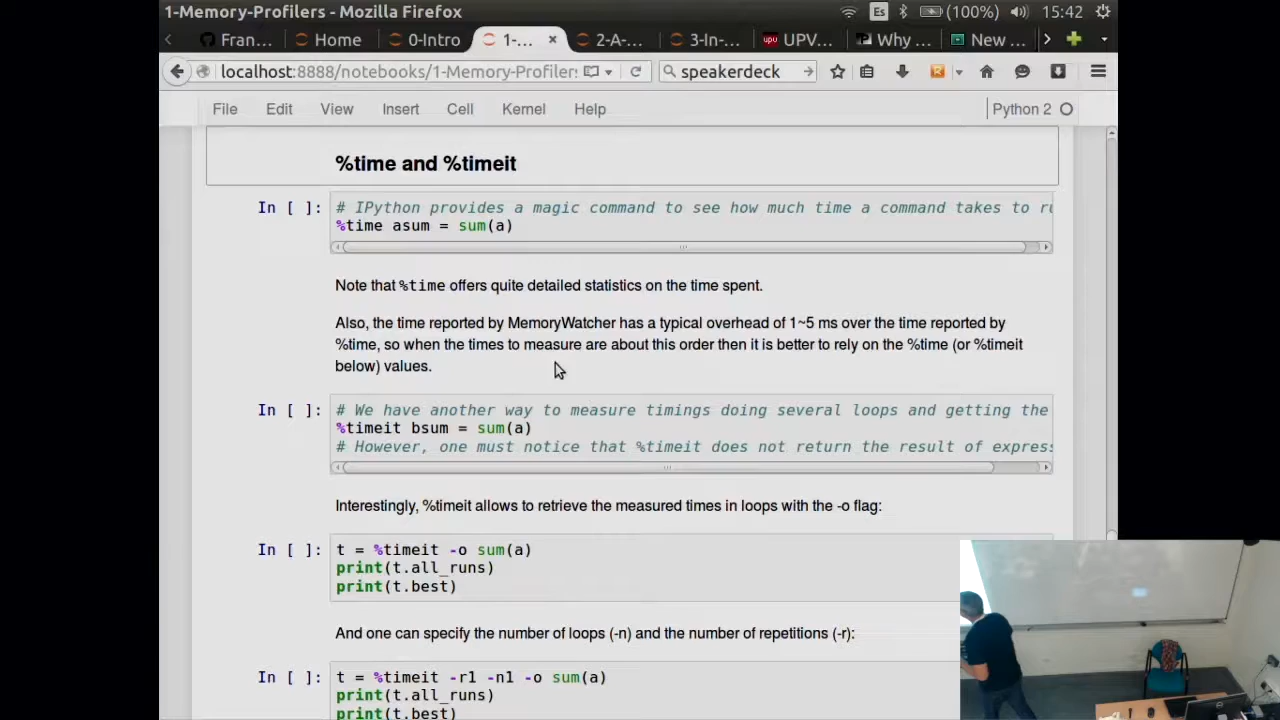 1-Memory-Profilers - Mozilla Firefox
Es (100%) 15:42
Fran... Home 0-Intro 1-... 2-A-... 3-In-... UPV... Why ... New ...
localhost:8888/notebooks/1-Memory-Profilers speakerdeck
File Edit View Insert Cell Kernel Help Python 2
%time and %timeit
In [ ]: # IPython provides a magic command to see how much time a command takes to ru
%time asum = sum(a)
Note that %time offers quite detailed statistics on the time spent.
Also, the time reported by MemoryWatcher has a typical overhead of 1~5 ms over the time reported by
%time, so when the times to measure are about this order then it is better to rely on the %time (or %timeit
below) values.
In [ ]: # We have another way to measure timings doing several loops and getting the
%timeit bsum = sum(a)
# However, one must notice that %timeit does not return the result of express
Interestingly, %timeit allows to retrieve the measured times in loops with the -o flag:
In [ ]: t = %timeit -o sum(a)
print(t.all_runs)
print(t.best)
And one can specify the number of loops (-n) and the number of repetitions (-r):
In [ ]: t = %timeit -r1 -n1 -o sum(a)
print(t.all_runs)
print(t.best)